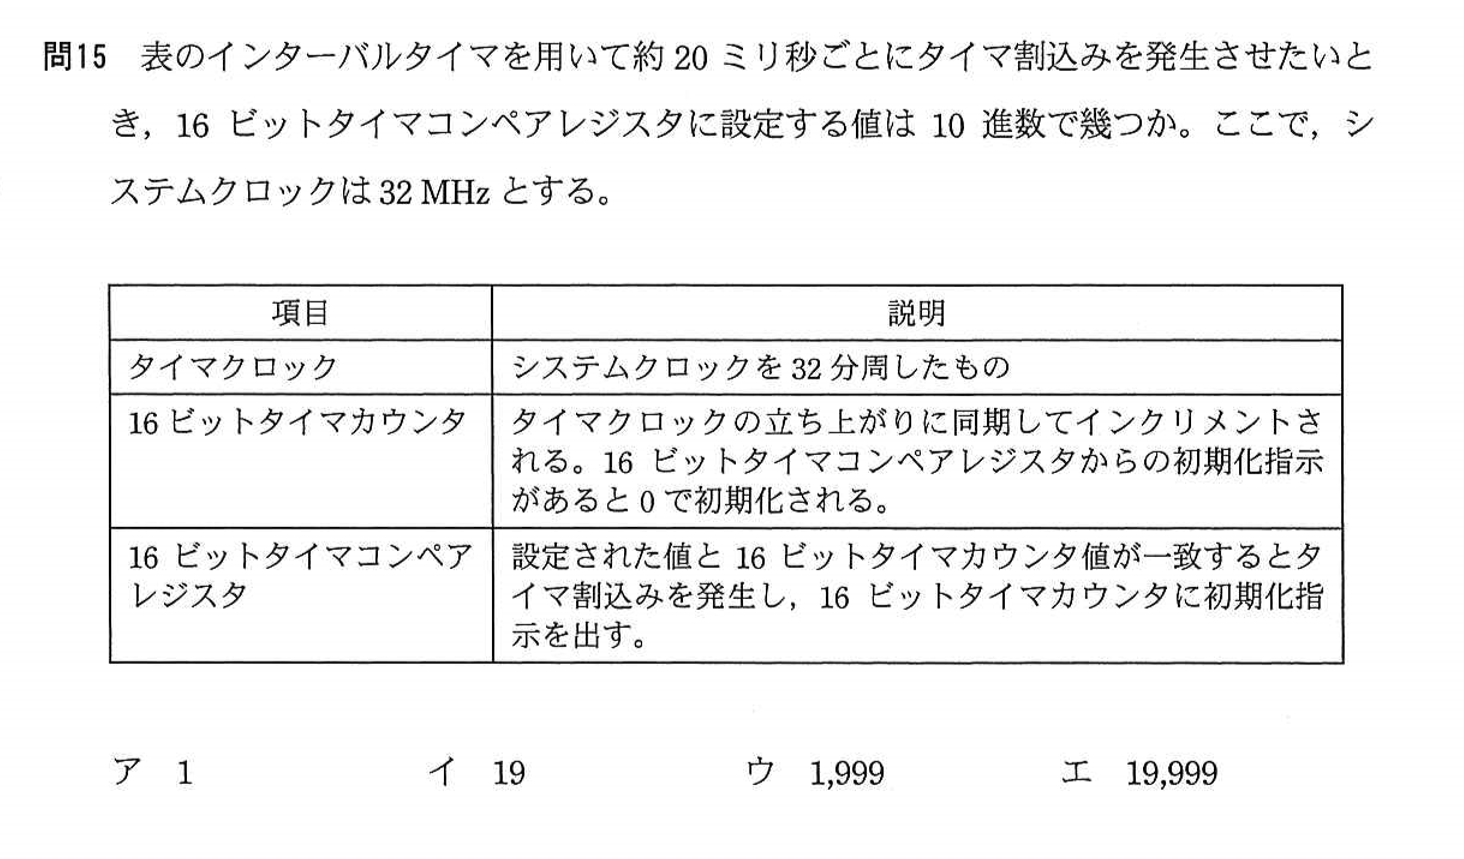 問15 表のインターバルタイマを用いて約 20 ミリ秒ごとにタイマ割込みを発生させたいと
き，16 ビットタイマコンペアレジスタに設定する値は 10 進数で幾つか。ここで，シ
ステムクロックは 32 MHz とする。
項目 説明
タイマクロック システムクロックを 32 分周したもの
16 ビットタイマカウンタ タイマクロックの立ち上がりに同期してインクリメントさ
れる。16 ビットタイマコンペアレジスタからの初期化指示
があると 0 で初期化される。
16 ビットタイマコンペア 設定された値と 16 ビットタイマカウンタ値が一致するとタ
レジスタ イマ割込みを発生し，16 ビットタイマカウンタに初期化指
示を出す。
ア 1 イ 19 ウ 1,999 エ 19,999